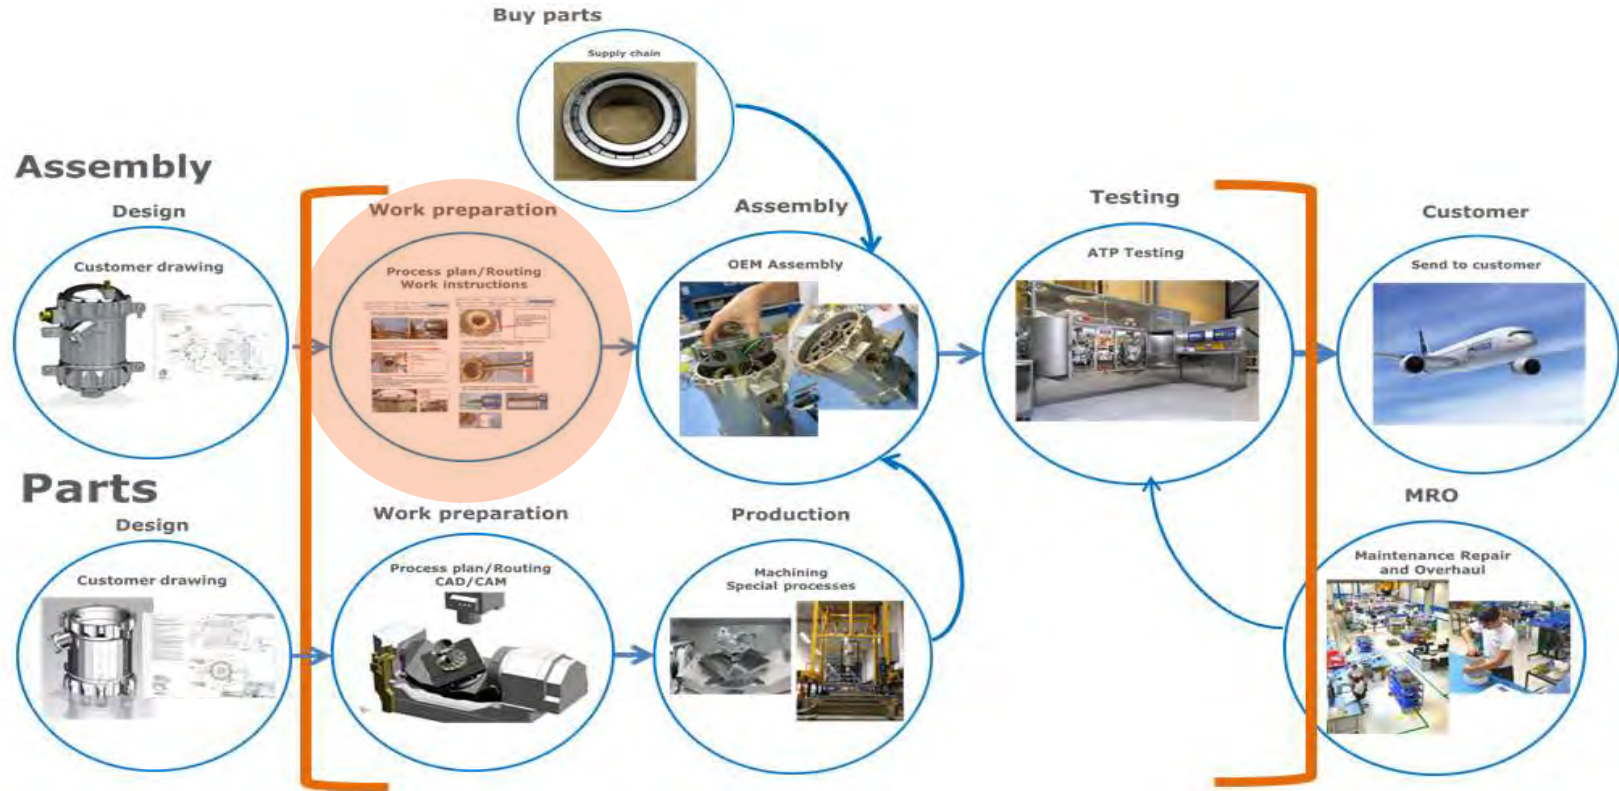 Buy parts
Supply chain
Assembly
Design
Customer drawing
Work preparation
Process plan/Routing
Work instructions
Assembly
OEM Assembly
Testing
ATP Testing
Customer
Send to customer
Parts
Design
Customer drawing
Work preparation
Process plan/Routing
CAD/CAM
Production
Machining
Special processes
MRO
Maintenance Repair
and Overhaul